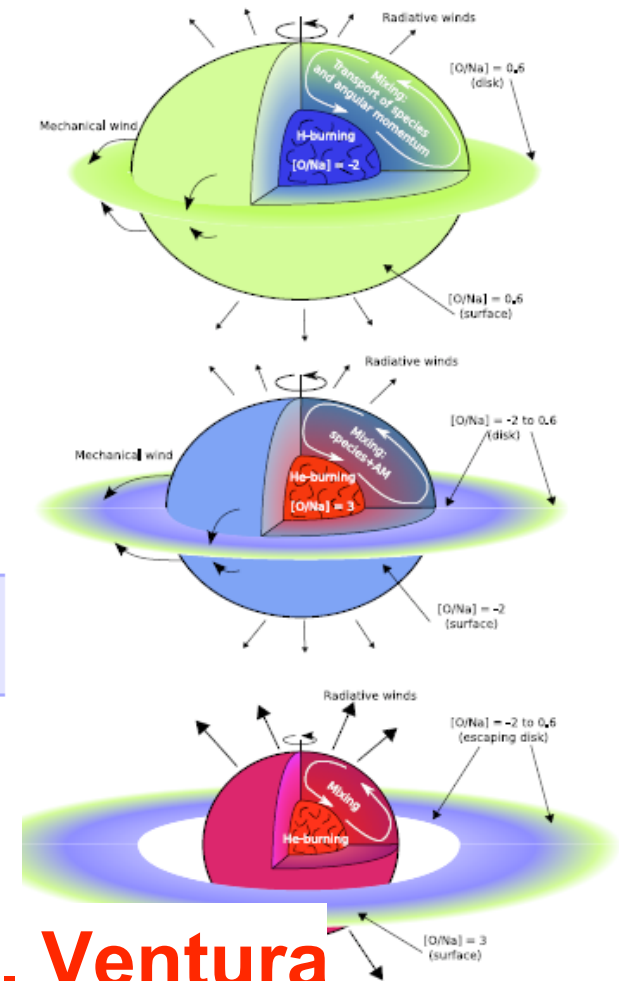 Radiative winds
[O/Na] = 0.6
(disk)
Mixing:
Transport of species
and angular momentum
Mechanical wind
H-burning
[O/Na] = -2
[O/Na] = 0.6
(surface)
Radiative winds
[O/Na] = -2 to 0.6
(disk)
Mixing:
species+AM
Mechanical wind
He-burning
[O/Na] = 3
[O/Na] = -2
(surface)
Radiative winds
[O/Na] = -2 to 0.6
(escaping disk)
Mixing
He-burning
[O/Na] = 3
(surface)
. Ventura